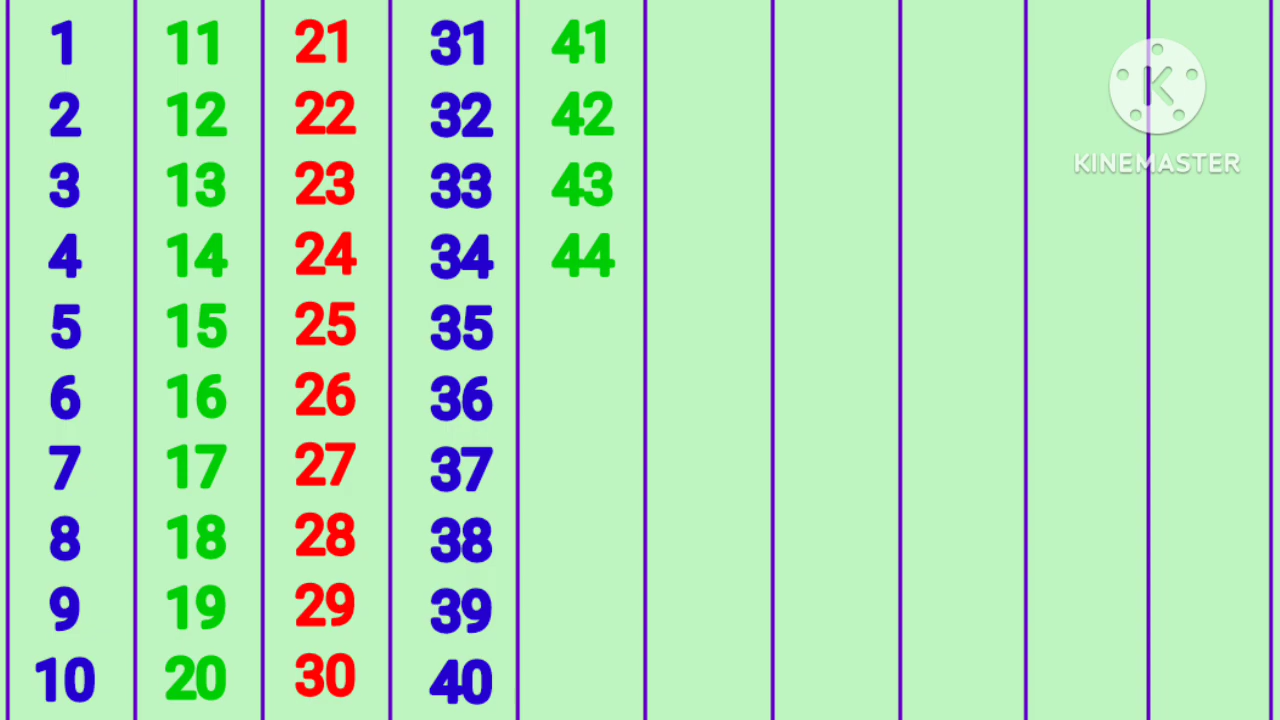 1 11 21 31 41
2 12 22 32 42
3 13 23 33 43
4 14 24 34 44
5 15 25 35
6 16 26 36
7 17 27 37
8 18 28 38
9 19 29 39
10 20 30 40
K
KINEMASTER